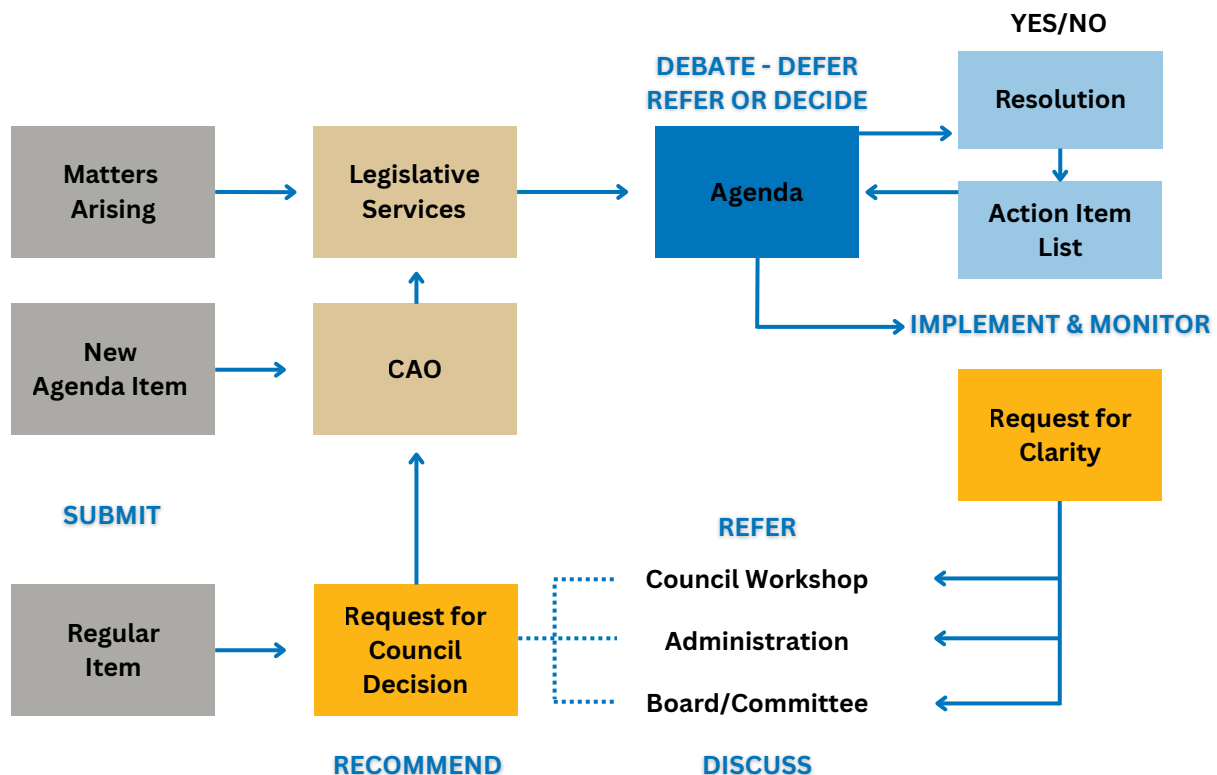 YES/NO
DEBATE - DEFER
REFER OR DECIDE
Resolution
Matters
Arising
Legislative
Services
Agenda
Action Item
List
New
Agenda Item
CAO
IMPLEMENT & MONITOR
Request for
Clarity
SUBMIT
REFER
Council Workshop
Regular
Item
Request for
Council
Decision
Administration
Board/Committee
RECOMMEND
DISCUSS